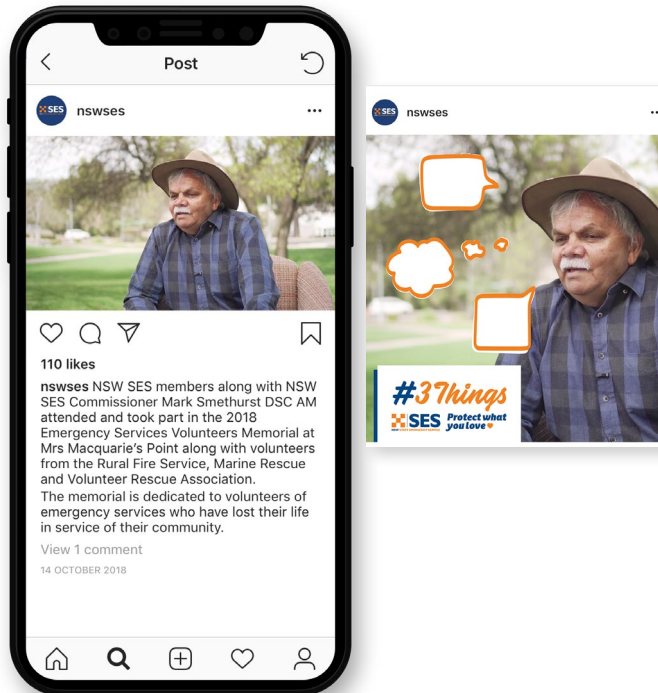 Post
SES
nswses
110 likes
nswses NSW SES members along with NSW
SES Commissioner Mark Smethurst DSC AM
attended and took part in the 2018
Emergency Services Volunteers Memorial at
Mrs Macquarie's Point along with volunteers
from the Rural Fire Service, Marine Rescue
and Volunteer Rescue Association.
The memorial is dedicated to volunteers of
emergency services who have lost their life
in service of their community.
View 1 comment
14 OCTOBER 2018
SES
nswses
#3Things
SES
Protect what
you love